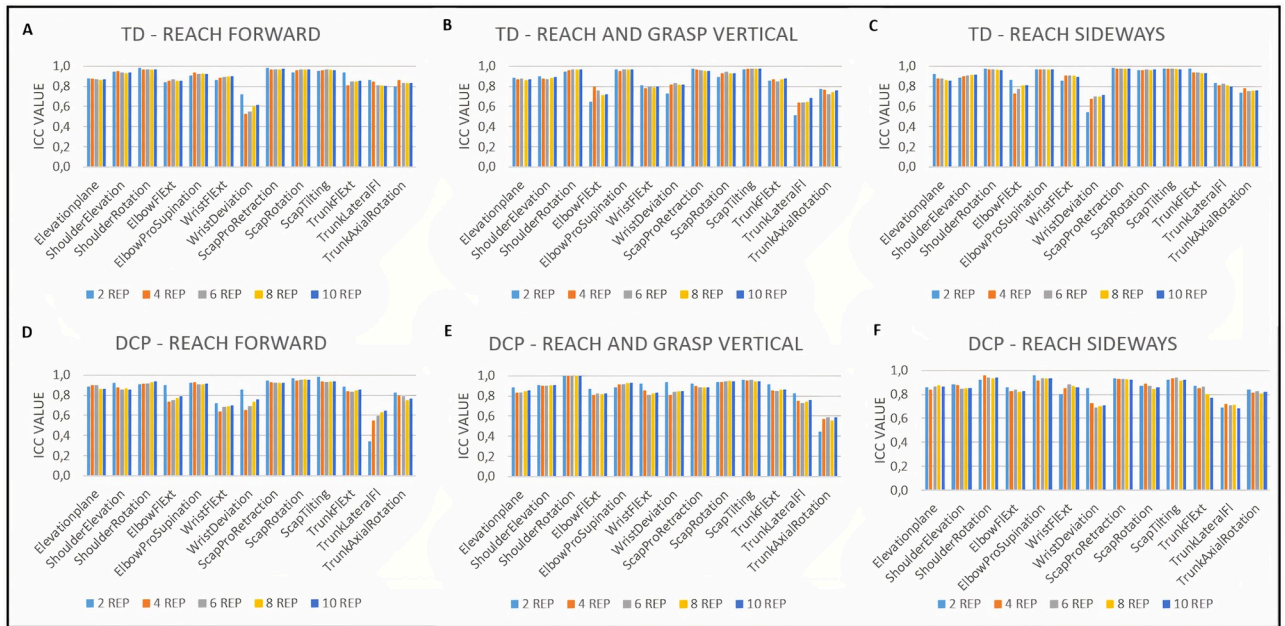 A
TD - REACH FORWARD
ICC VALUE
1,0
0,8
0,6
0,4
0,2
0,0
Elevationplane
ShoulderElevation
ShoulderRotation
ElbowFlExt
ElbowProSupination
WristFlExt
WristDeviation
ScapProRetraction
ScapRotation
ScapTilting
TrunkFlExt
TrunkLateralFl
TrunkAxialRotation
2 REP 4 REP 6 REP 8 REP 10 REP
B
TD - REACH AND GRASP VERTICAL
ICC VALUE
1,0
0,8
0,6
0,4
0,2
0,0
Elevationplane
ShoulderElevation
ShoulderRotation
ElbowFlExt
ElbowProSupination
WristFlExt
WristDeviation
ScapProRetraction
ScapRotation
ScapTilting
TrunkFlExt
TrunkLateralFl
TrunkAxialRotation
2 REP 4 REP 6 REP 8 REP 10 REP
C
TD - REACH SIDEWAYS
ICC VALUE
1,0
0,8
0,6
0,4
0,2
0,0
Elevationplane
ShoulderElevation
ShoulderRotation
ElbowFlExt
ElbowProSupination
WristFlExt
WristDeviation
ScapProRetraction
ScapRotation
ScapTilting
TrunkFlExt
TrunkLateralFl
TrunkAxialRotation
2 REP 4 REP 6 REP 8 REP 10 REP
D
DCP - REACH FORWARD
ICC VALUE
1,0
0,8
0,6
0,4
0,2
0,0
Elevationplane
ShoulderElevation
ShoulderRotation
ElbowFlExt
ElbowProSupination
WristFlExt
WristDeviation
ScapProRetraction
ScapRotation
ScapTilting
TrunkFlExt
TrunkLateralFl
TrunkAxialRotation
2 REP 4 REP 6 REP 8 REP 10 REP
E
DCP - REACH AND GRASP VERTICAL
ICC VALUE
1,0
0,8
0,6
0,4
0,2
0,0
Elevationplane
ShoulderElevation
ShoulderRotation
ElbowFlExt
ElbowProSupination
WristFlExt
WristDeviation
ScapProRetraction
ScapRotation
ScapTilting
TrunkFlExt
TrunkLateralFl
TrunkAxialRotation
2 REP 4 REP 6 REP 8 REP 10 REP
F
DCP - REACH SIDEWAYS
ICC VALUE
1,0
0,8
0,6
0,4
0,2
0,0
Elevationplane
ShoulderElevation
ShoulderRotation
ElbowFlExt
ElbowProSupination
WristFlExt
WristDeviation
ScapProRetraction
ScapRotation
ScapTilting
TrunkFlExt
TrunkLateralFl
TrunkAxialRotation
2 REP 4 REP 6 REP 8 REP 10 REP